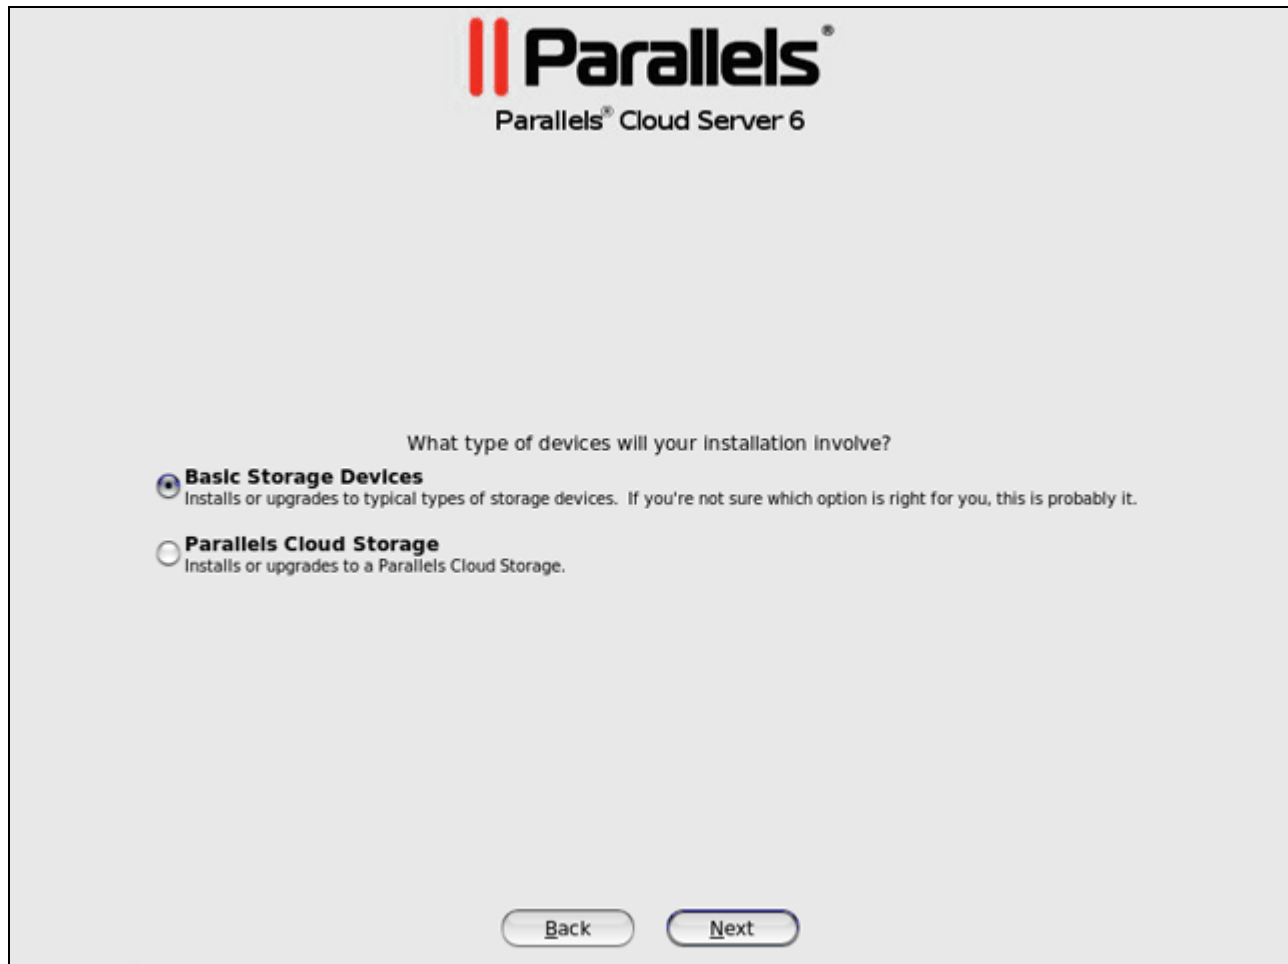 Parallels®
Parallels® Cloud Server 6
What type of devices will your installation involve?
Basic Storage Devices
Installs or upgrades to typical types of storage devices.  If you're not sure which option is right for you, this is probably it.
Parallels Cloud Storage
Installs or upgrades to a Parallels Cloud Storage.
Back
Next